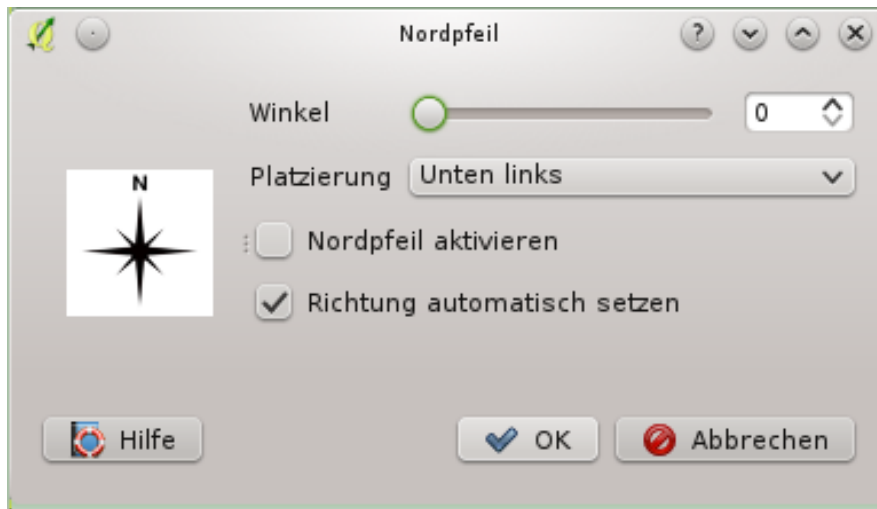 Nordpfeil
Winkel 0
Platzierung Unten links
N
Nordpfeil aktivieren
Richtung automatisch setzen
Hilfe OK Abbrechen